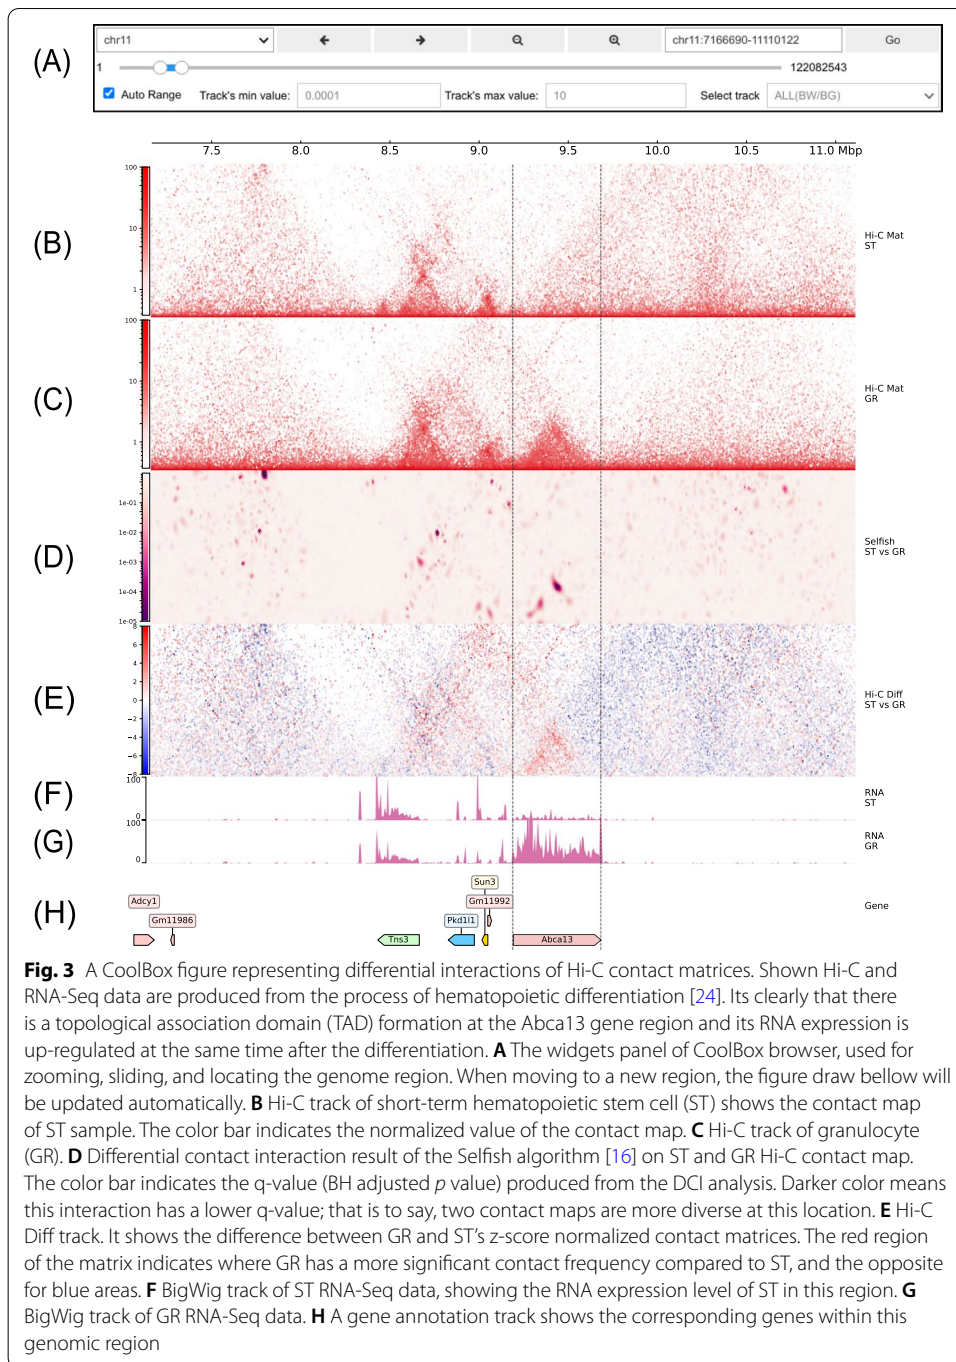 (A)
chr11
chr11:7166690-11110122
Go
1
122082543
Auto Range
Track's min value:
0.0001
Track's max value:
10
Select track
ALL(BW/BG)
7.5 8.0 8.5 9.0 9.5 10.0 10.5 11.0 Mbp
(B)
100
10
1
Hi-C Mat
ST
(C)
100
10
1
Hi-C Mat
GR
(D)
1e-01
1e-02
1e-03
1e-04
1e-05
Selfish
ST vs GR
(E)
8
6
4
2
0
−2
−4
−6
−8
Hi-C Diff
ST vs GR
(F)
100
0
RNA
ST
(G)
100
0
RNA
GR
(H)
Sun3
Adcy1
Gm11992
Gm11986
Pkd1l1
Tns3
Abca13
Gene
Fig. 3 A CoolBox figure representing differential interactions of Hi-C contact matrices. Shown Hi-C and
RNA-Seq data are produced from the process of hematopoietic differentiation [24]. Its clearly that there
is a topological association domain (TAD) formation at the Abca13 gene region and its RNA expression is
up-regulated at the same time after the differentiation. A The widgets panel of CoolBox browser, used for
zooming, sliding, and locating the genome region. When moving to a new region, the figure draw bellow will
be updated automatically. B Hi-C track of short-term hematopoietic stem cell (ST) shows the contact map
of ST sample. The color bar indicates the normalized value of the contact map. C Hi-C track of granulocyte
(GR). D Differential contact interaction result of the Selfish algorithm [16] on ST and GR Hi-C contact map.
The color bar indicates the q-value (BH adjusted p value) produced from the DCI analysis. Darker color means
this interaction has a lower q-value; that is to say, two contact maps are more diverse at this location. E Hi-C
Diff track. It shows the difference between GR and ST's z-score normalized contact matrices. The red region
of the matrix indicates where GR has a more significant contact frequency compared to ST, and the opposite
for blue areas. F BigWig track of ST RNA-Seq data, showing the RNA expression level of ST in this region. G
BigWig track of GR RNA-Seq data. H A gene annotation track shows the corresponding genes within this
genomic region